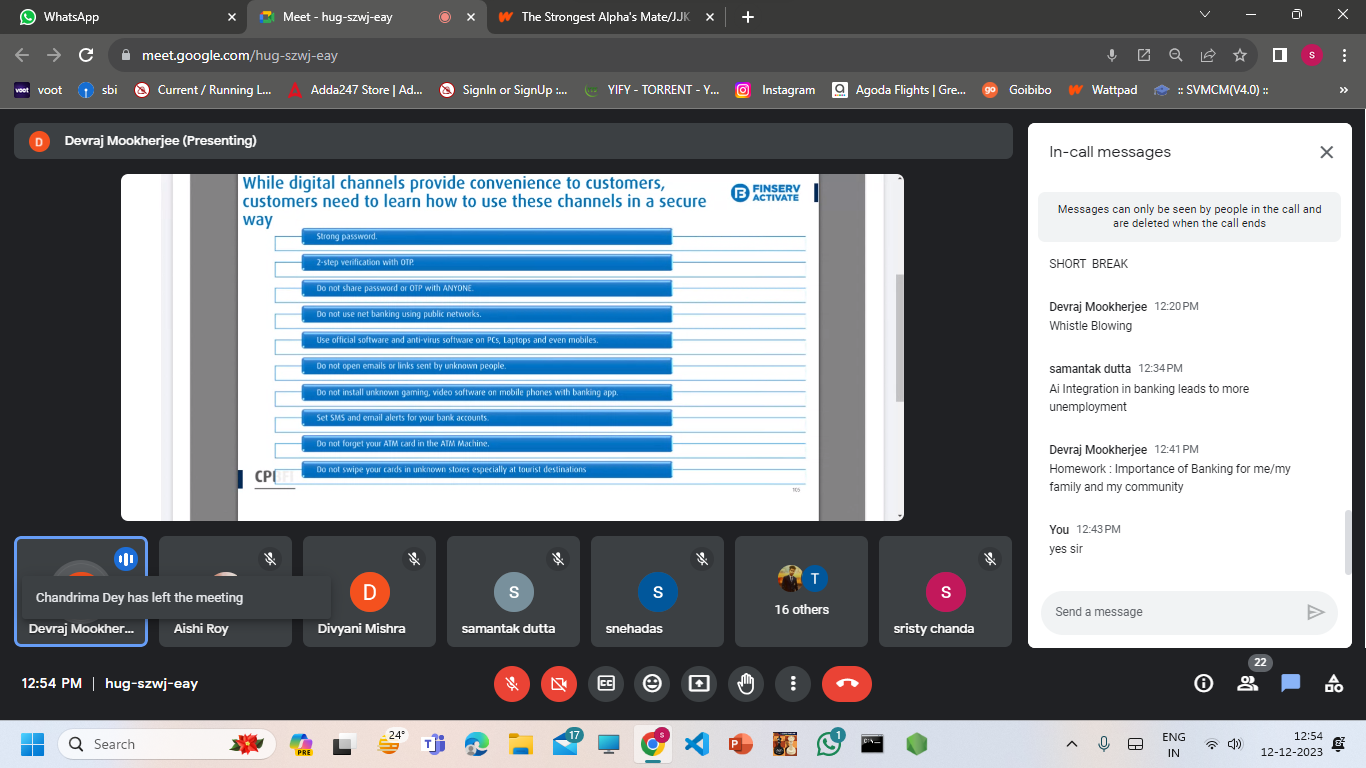 WhatsApp
Meet - hug-szwj-eay
The Strongest Alpha's Mate/JJK
meet.google.com/hug-szwj-eay
S
voot
voot
sbi
Current / Running L...
Adda247 Store | Ad...
SignIn or SignUp :...
YIFY - TORRENT - Y...
Instagram
Agoda Flights | Gre...
go
Goibibo
Wattpad
:: SVMCM(V4.0) ::
»
D
Devraj Mookherjee (Presenting)
While digital channels provide convenience to customers,
customers need to learn how to use these channels in a secure
way
FINSERV
ACTIVATE
Strong password.
2-step verification with OTP.
Do not share password or OTP with ANYONE.
Do not use net banking using public networks.
Use official software and anti-virus software on PCs, Laptops and even mobiles.
Do not open emails or links sent by unknown people.
Do not install unknown gaming, video software on mobile phones with banking app.
Set SMS and email alerts for your bank accounts.
Do not forget your ATM card in the ATM Machine.
Do not swipe your cards in unknown stores especially at tourist destinations
CPBFI
105
In-call messages
Messages can only be seen by people in the call and
are deleted when the call ends
SHORT BREAK
Devraj Mookherjee 12:20 PM
Whistle Blowing
samantak dutta 12:34 PM
Ai Integration in banking leads to more
unemployment
Devraj Mookherjee 12:41 PM
Homework : Importance of Banking for me/my
family and my community
You 12:43 PM
yes sir
Send a message
Chandrima Dey has left the meeting
Devraj Mookher...
Aishi Roy
D
Divyani Mishra
S
samantak dutta
S
snehadas
T
16 others
S
sristy chanda
12:54 PM | hug-szwj-eay
CC
22
Search
PRE
24°
17
S
1
ENG
IN
12:54
12-12-2023